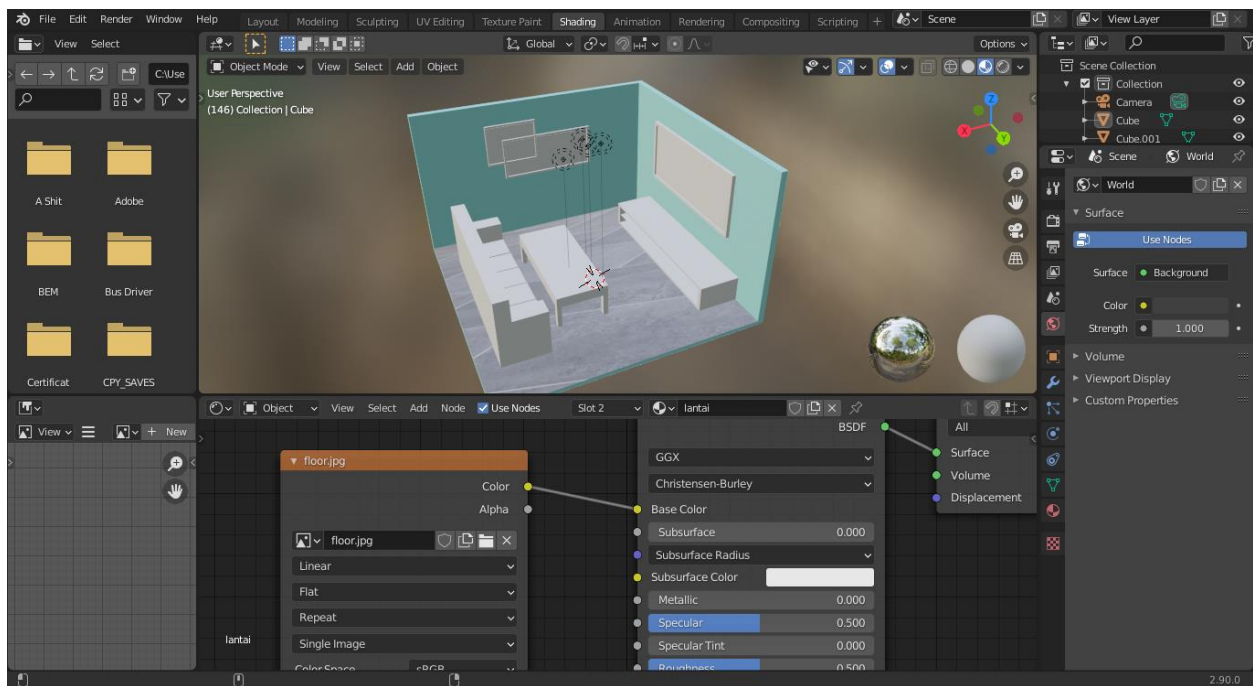 File Edit Render Window Help Layout Modeling Sculpting UV Editing Texture Paint Shading Animation Rendering Compositing Scripting + Scene View Layer
View Select Global Options
C:\Use Object Mode View Select Add Object
User Perspective
(146) Collection | Cube
A Shit Adobe
BEM Bus Driver
Certificat CPY_SAVES
X
Y
Z
Scene Collection
Collection
Camera
Cube
Cube.001
Scene World
World
Surface
Use Nodes
Surface Background
Color
Strength 1.000
Volume
Viewport Display
Custom Properties
View + New
Object View Select Add Node Use Nodes Slot 2 lantai
floor.jpg
Color
Alpha
floor.jpg
Linear
Flat
Repeat
Single Image
Color Space sRGB
lantai
BSDF
GGX
Christensen-Burley
Base Color
Subsurface 0.000
Subsurface Radius
Subsurface Color
Metallic 0.000
Specular 0.500
Specular Tint 0.000
Roughness 0.500
All
Surface
Volume
Displacement
2.90.0